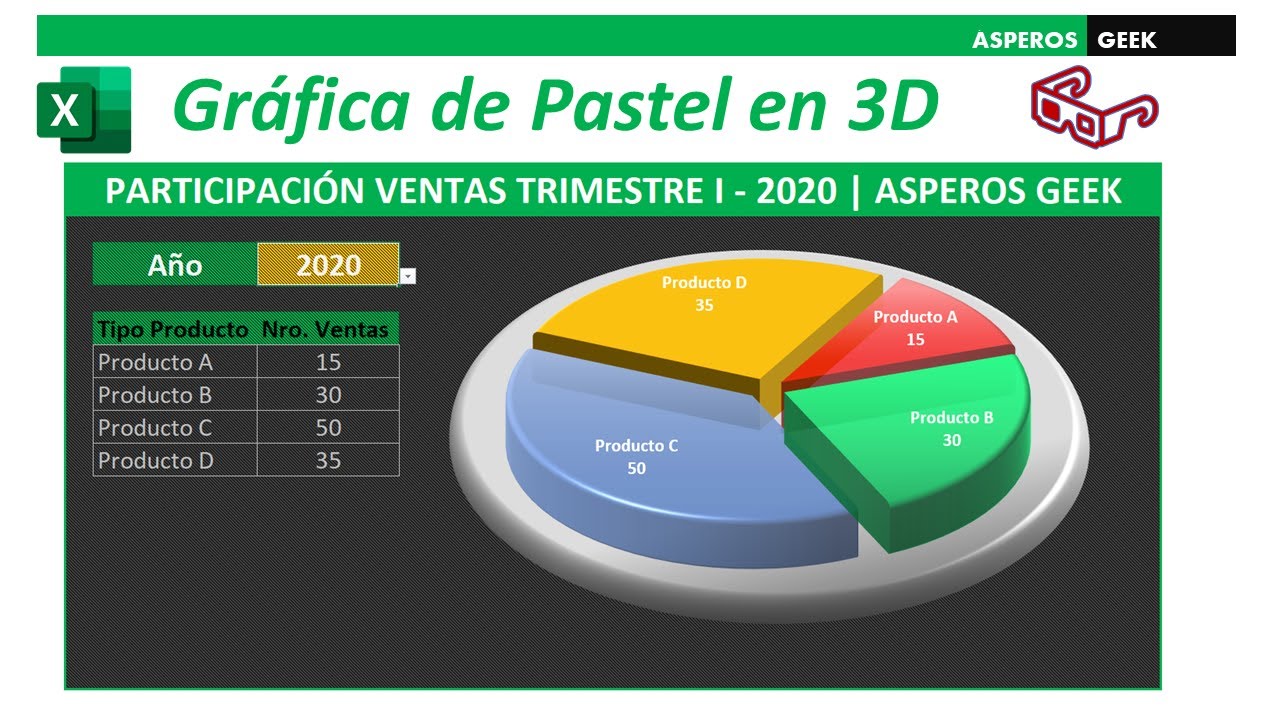 ASPEROS GEEK
X
Gráfica de Pastel en 3D
PARTICIPACIÓN VENTAS TRIMESTRE I - 2020 | ASPEROS GEEK
Año 2020
Tipo Producto Nro. Ventas
Producto A 15
Producto B 30
Producto C 50
Producto D 35
Producto D
35
Producto A
15
Producto B
30
Producto C
50